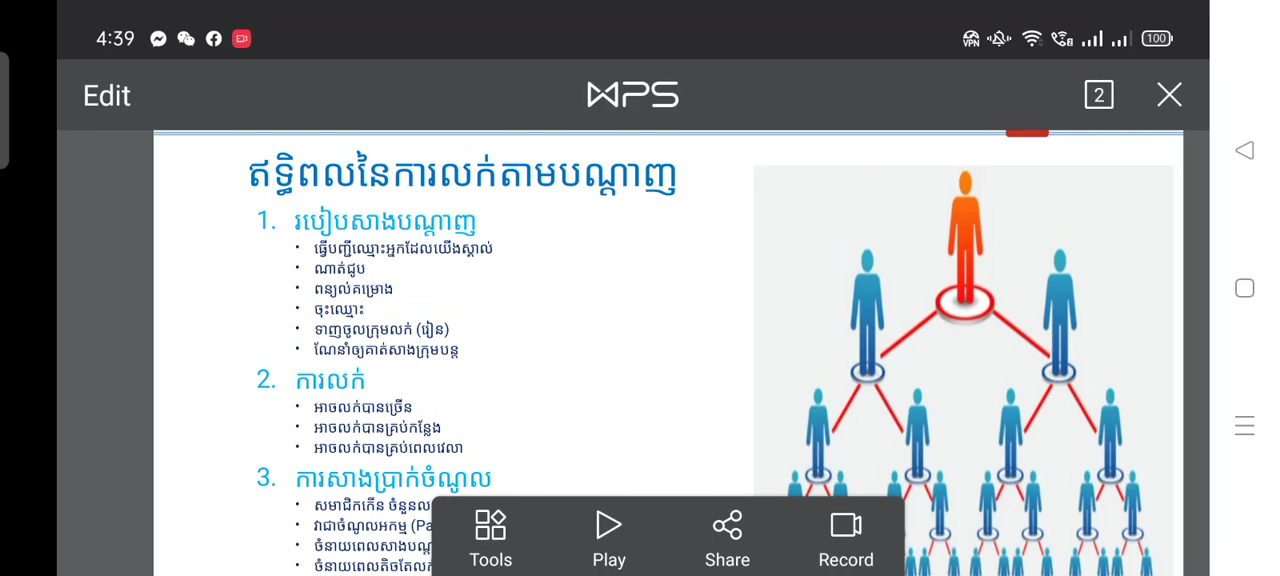 4:39
VPN
100
Edit
WPS
2
ឥទ្ធិពលនៃការលក់តាមបណ្តាញ
1. របៀបសាងបណ្តាញ
• ធ្វើបញ្ជីឈ្មោះអ្នកដែលយើងស្គាល់
• ណាត់ជួប
• ពន្យល់គម្រោង
• ចុះឈ្មោះ
• ទាញចូលក្រុមលក់ (រៀន)
• ណែនាំឲ្យគាត់សាងក្រុមបន្ត
2. ការលក់
• អាចលក់បានច្រើន
• អាចលក់បានគ្រប់កន្លែង
• អាចលក់បានគ្រប់ពេលវេលា
3. ការសាងប្រាក់ចំណូល
• សមាជិកកើន ចំនួនល
• វាជាចំណូលអកម្ម (Pa
• ចំនាយពេលសាងបណ្ត
• ចំនាយពេលតិចតែលក់
Tools
Play
Share
Record